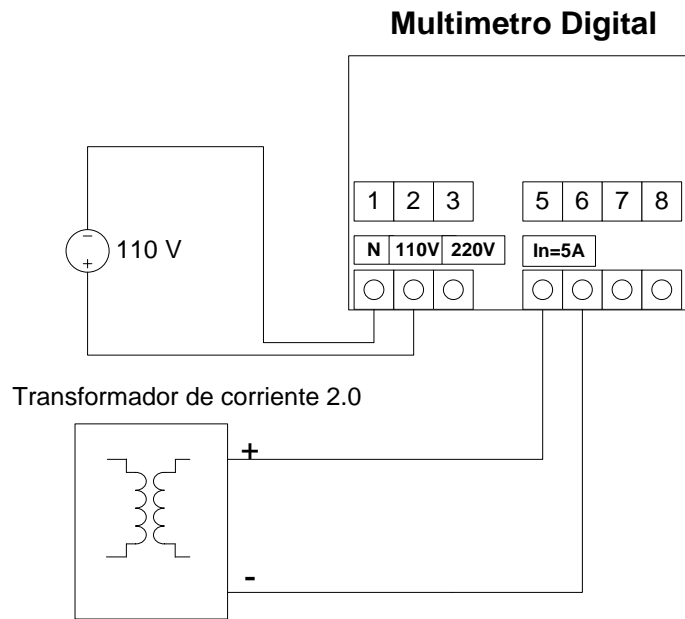 Multimetro Digital
1 2 3 5 6 7 8
N 110V 220V In=5A
−
+
110 V
Transformador de corriente 2.0
+
-